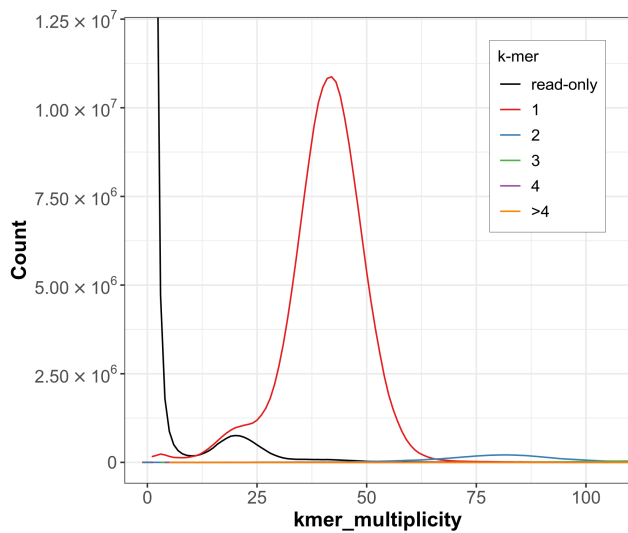 1.25 × 10⁷
1.00 × 10⁷
7.50 × 10⁶
5.00 × 10⁶
2.50 × 10⁶
0
Count
k-mer
read-only
1
2
3
4
>4
0 25 50 75 100
kmer_multiplicity